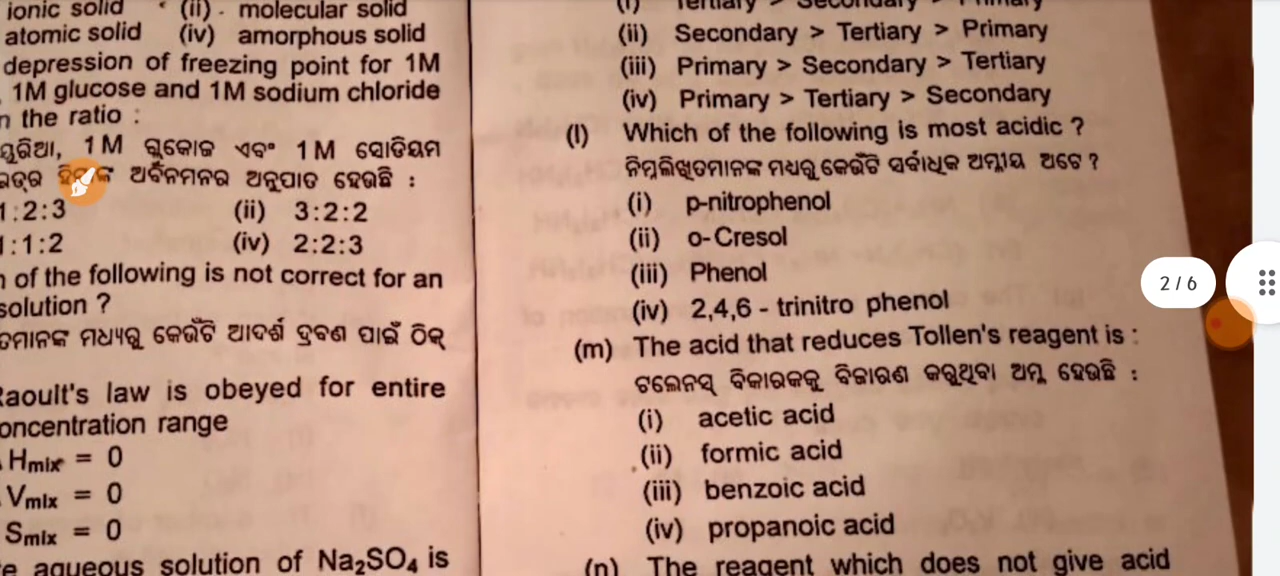 ionic solid (ii) . molecular solid
atomic solid (iv) amorphous solid
depression of freezing point for 1M
1M glucose and 1M sodium chloride
the ratio :
ୟୁରିଆ, 1 M ଗ୍ଲୁକୋଜ ଏବଂ 1 M ସୋଡିୟମ
ଅବନମନର ଅନୁପାତ ହେଉଛି :
1:2:3 (ii) 3:2:2
1:1:2 (iv) 2:2:3
of the following is not correct for an
solution ?
ମଧ୍ୟରୁ କେଉଁଟି ଆଦର୍ଶ ଦ୍ରବଣ ପାଇଁ ଠିକ୍
Raoult's law is obeyed for entire
concentration range
Hmix = 0
Vmix = 0
Smix = 0
aqueous solution of Na₂SO₄ is
(i) Tertiary > Secondary > Primary
(ii) Secondary > Tertiary > Primary
(iii) Primary > Secondary > Tertiary
(iv) Primary > Tertiary > Secondary
(l) Which of the following is most acidic ?
ନିମ୍ନଲିଖିତମାନଙ୍କ ମଧ୍ୟରୁ କେଉଁଟି ସର୍ବାଧିକ ଅମ୍ଳୀୟ ଅଟେ ?
(i) p-nitrophenol
(ii) o-Cresol
(iii) Phenol
(iv) 2,4,6 - trinitro phenol
(m) The acid that reduces Tollen's reagent is :
ଟଲେନସ୍ ବିକାରକକୁ ବିଜାରଣ କରୁଥିବା ଅମ୍ଳ ହେଉଛି :
(i) acetic acid
(ii) formic acid
(iii) benzoic acid
(iv) propanoic acid
(n) The reagent which does not give acid
2 / 6